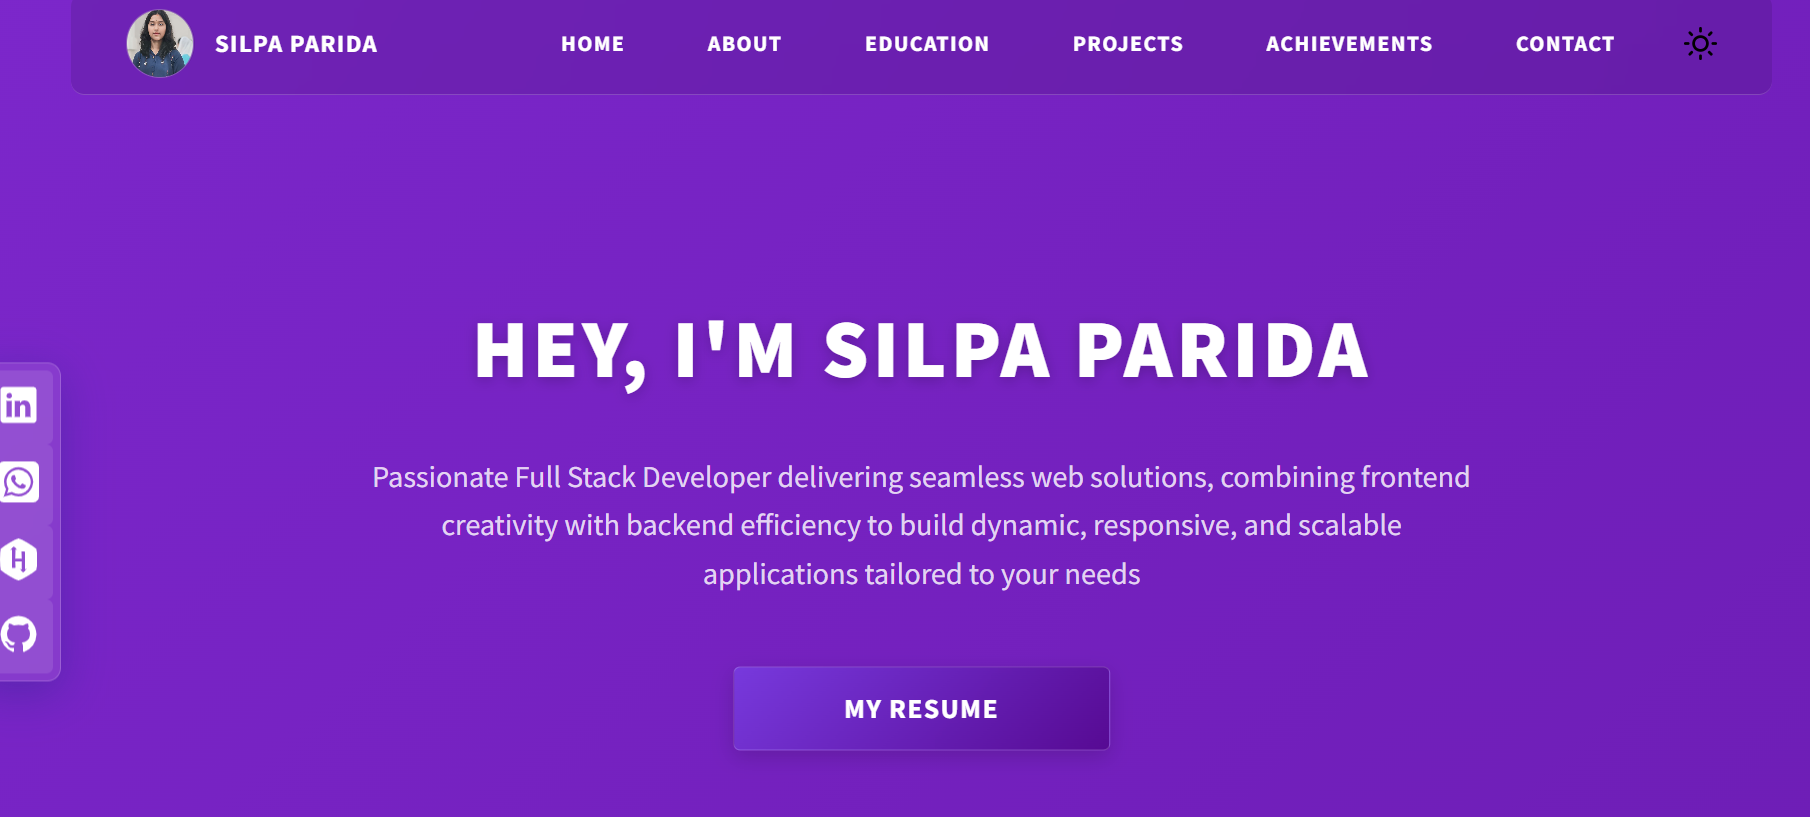 SILPA PARIDA
HOME
ABOUT
EDUCATION
PROJECTS
ACHIEVEMENTS
CONTACT
HEY, I'M SILPA PARIDA
Passionate Full Stack Developer delivering seamless web solutions, combining frontend
creativity with backend efficiency to build dynamic, responsive, and scalable
applications tailored to your needs
MY RESUME
in
H